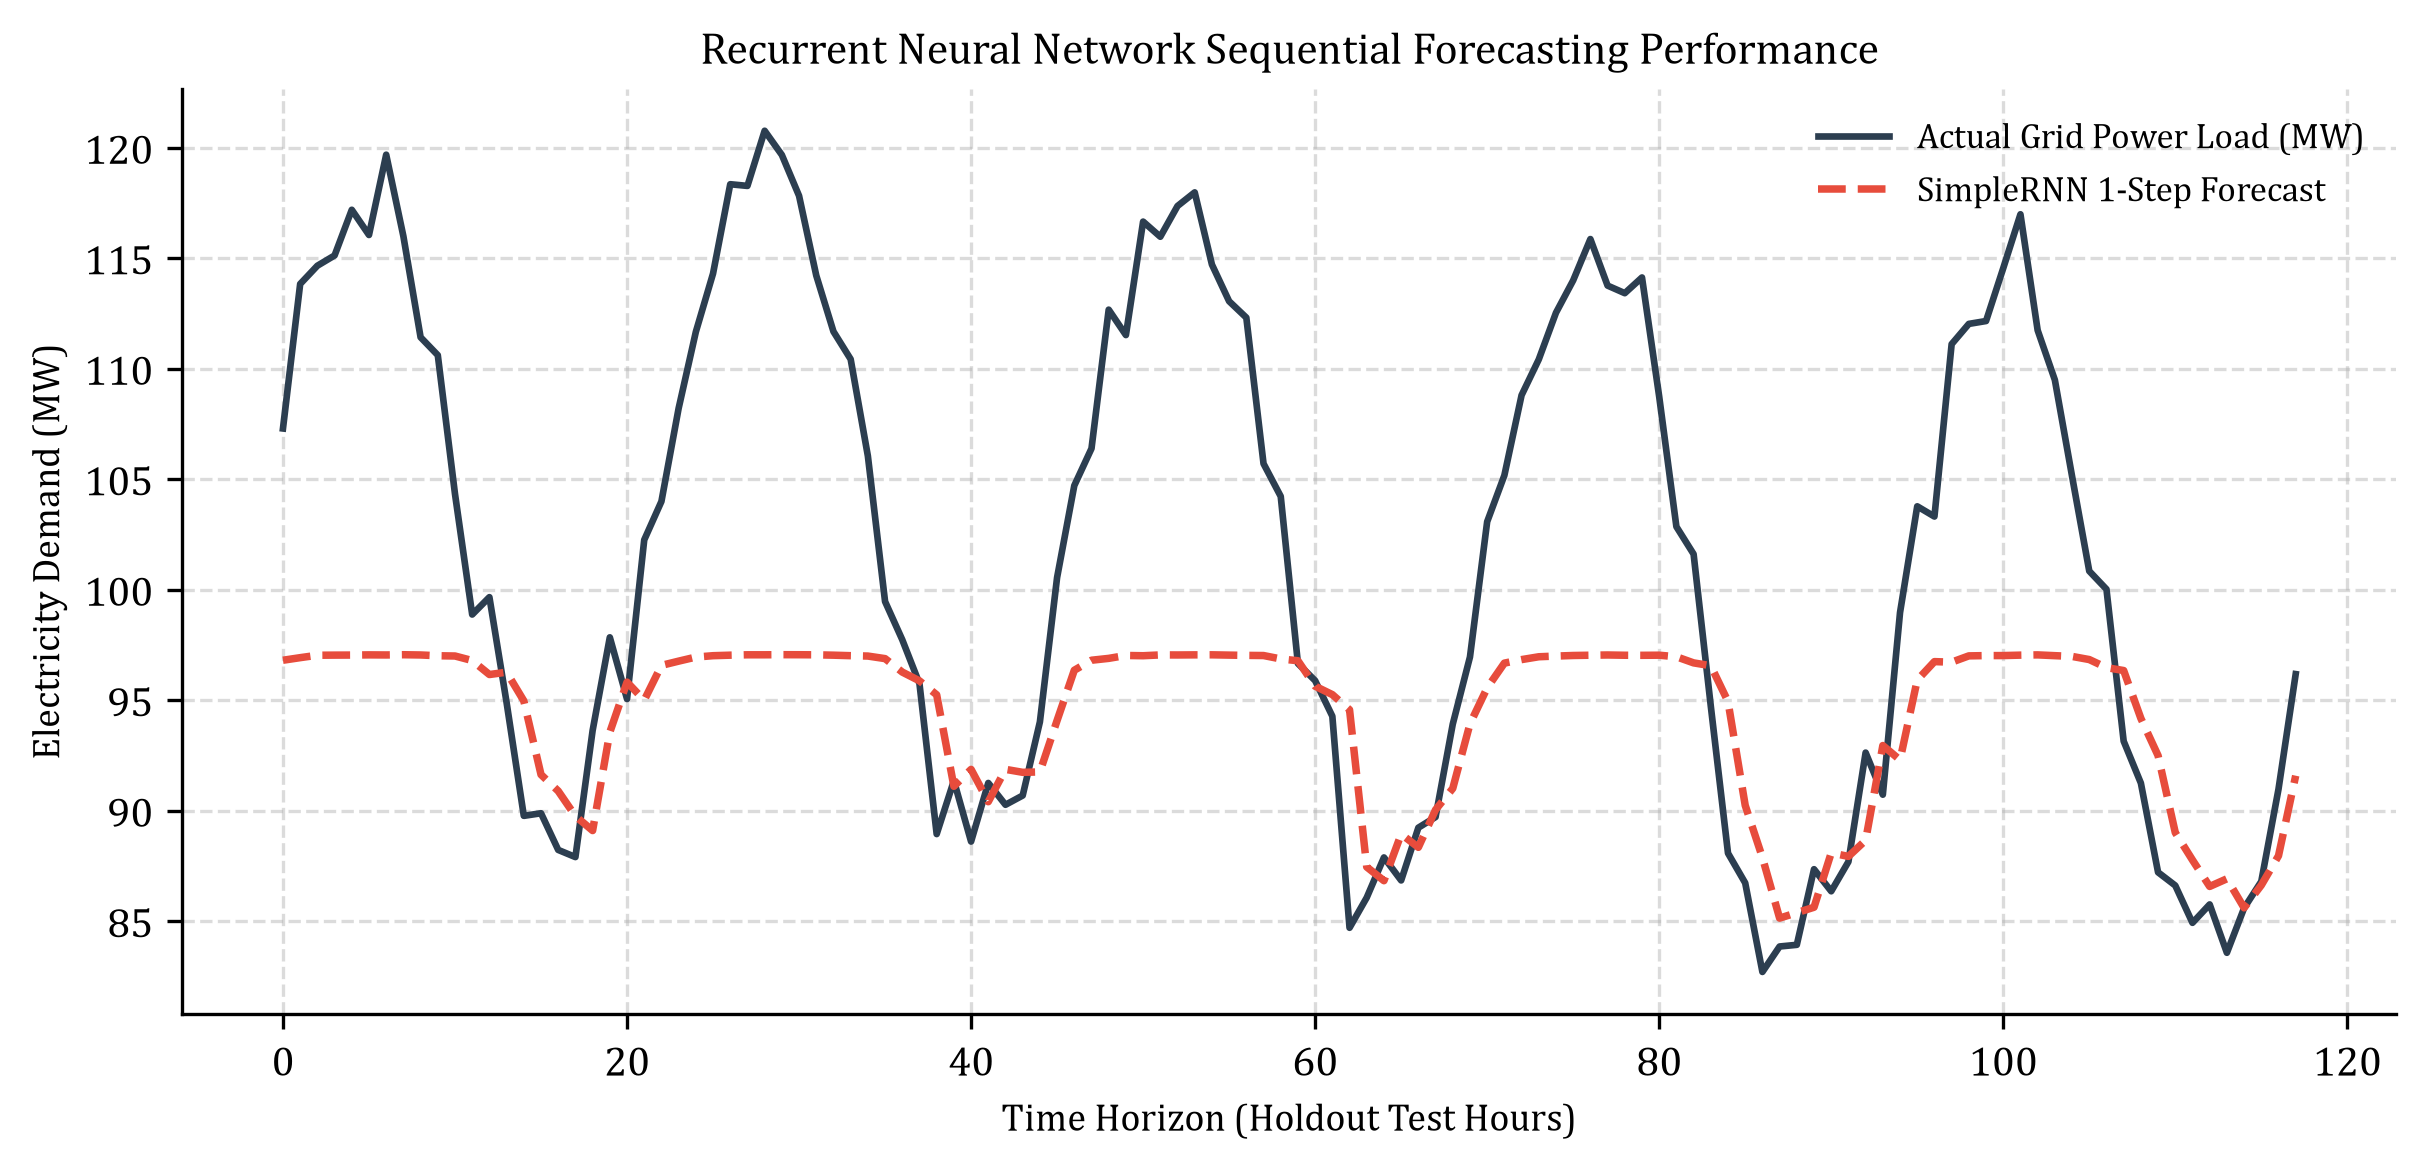 Recurrent Neural Network Sequential Forecasting Performance
Actual Grid Power Load (MW)
SimpleRNN 1-Step Forecast
Electricity Demand (MW)
120
115
110
105
100
95
90
85
0 20 40 60 80 100 120
Time Horizon (Holdout Test Hours)